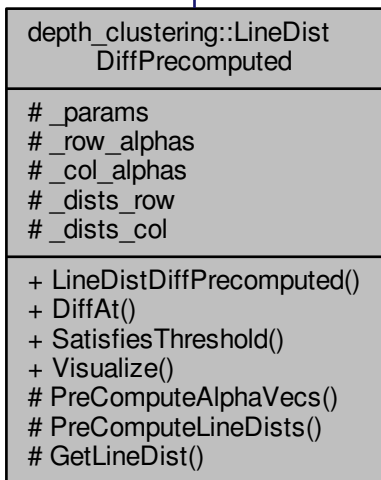 depth_clustering::LineDist
DiffPrecomputed
# _params
# _row_alphas
# _col_alphas
# _dists_row
# _dists_col
+ LineDistDiffPrecomputed()
+ DiffAt()
+ SatisfiesThreshold()
+ Visualize()
# PreComputeAlphaVecs()
# PreComputeLineDists()
# GetLineDist()